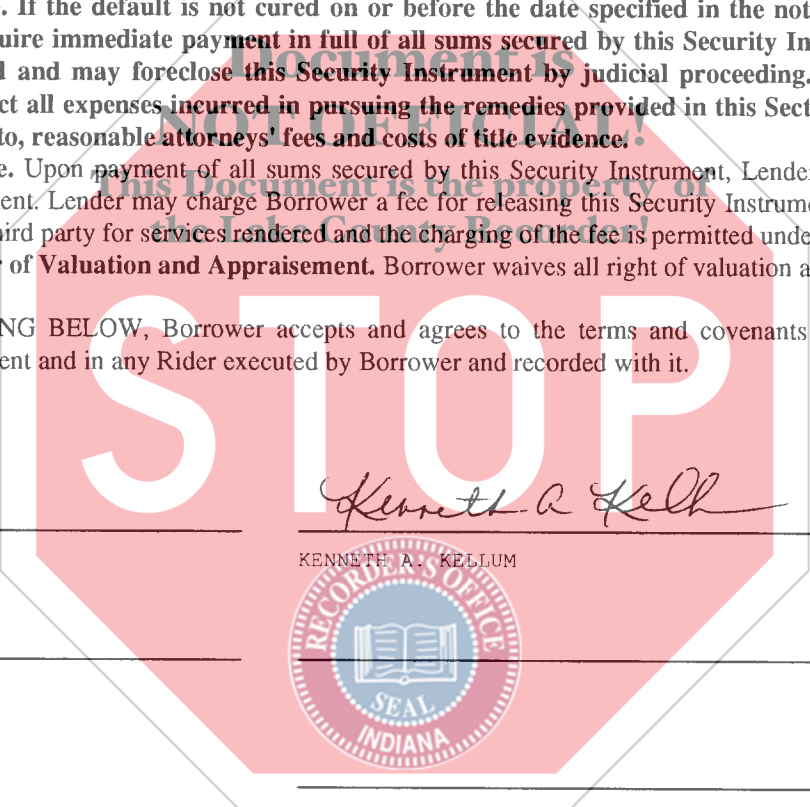 . If the default is not cured on or before the date specified in the not
uire immediate payment in full of all sums secured by this Security In
l and may foreclose this Security Instrument by judicial proceeding.
ct all expenses incurred in pursuing the remedies provided in this Sect
to, reasonable attorneys' fees and costs of title evidence.
e. Upon payment of all sums secured by this Security Instrument, Lende
ent. Lender may charge Borrower a fee for releasing this Security Instrume
ird party for services rendered and the charging of the fee is permitted unde
r of Valuation and Appraisement. Borrower waives all right of valuation a
NG BELOW, Borrower accepts and agrees to the terms and covenants
ent and in any Rider executed by Borrower and recorded with it.
Document is
NOT OFFICIAL!
This Document is the property of
the Lake County Recorder!
STOP
Kenneth A Kellum
KENNETH A. KELLUM
RECORDER'S OFFICE
SEAL
INDIANA